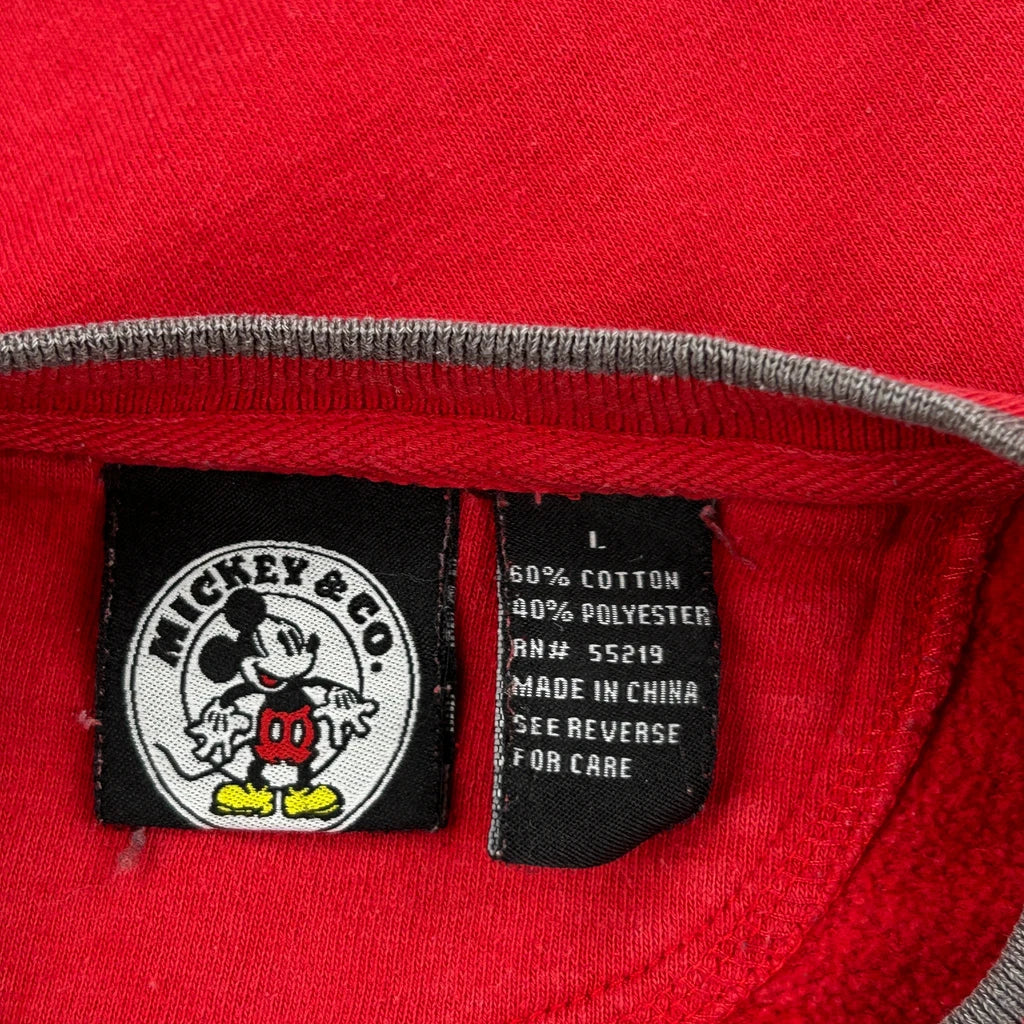 MICKEY & CO.
L
60% COTTON
40% POLYESTER
RN# 55219
MADE IN CHINA
SEE REVERSE
FOR CARE